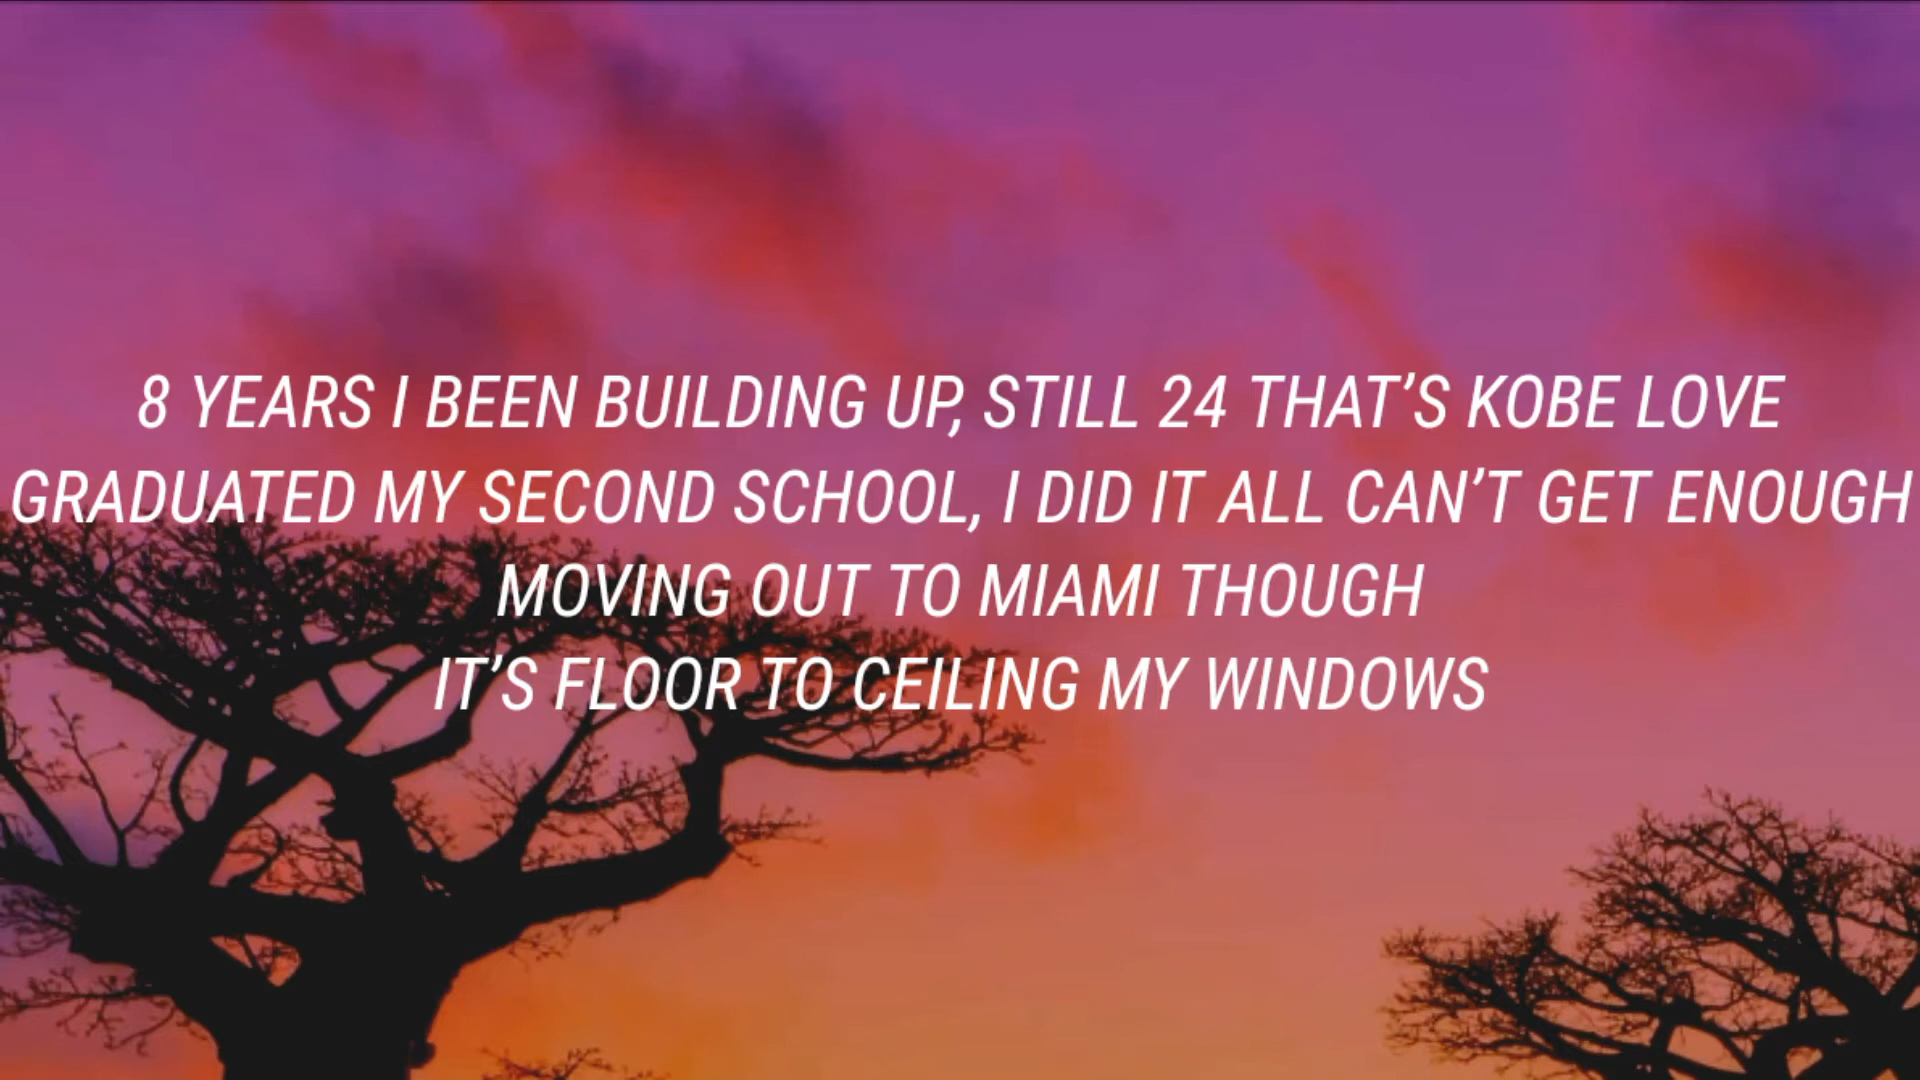 8 YEARS I BEEN BUILDING UP, STILL 24 THAT’S KOBE LOVE
GRADUATED MY SECOND SCHOOL, I DID IT ALL CAN’T GET ENOUGH
MOVING OUT TO MIAMI THOUGH
IT’S FLOOR TO CEILING MY WINDOWS